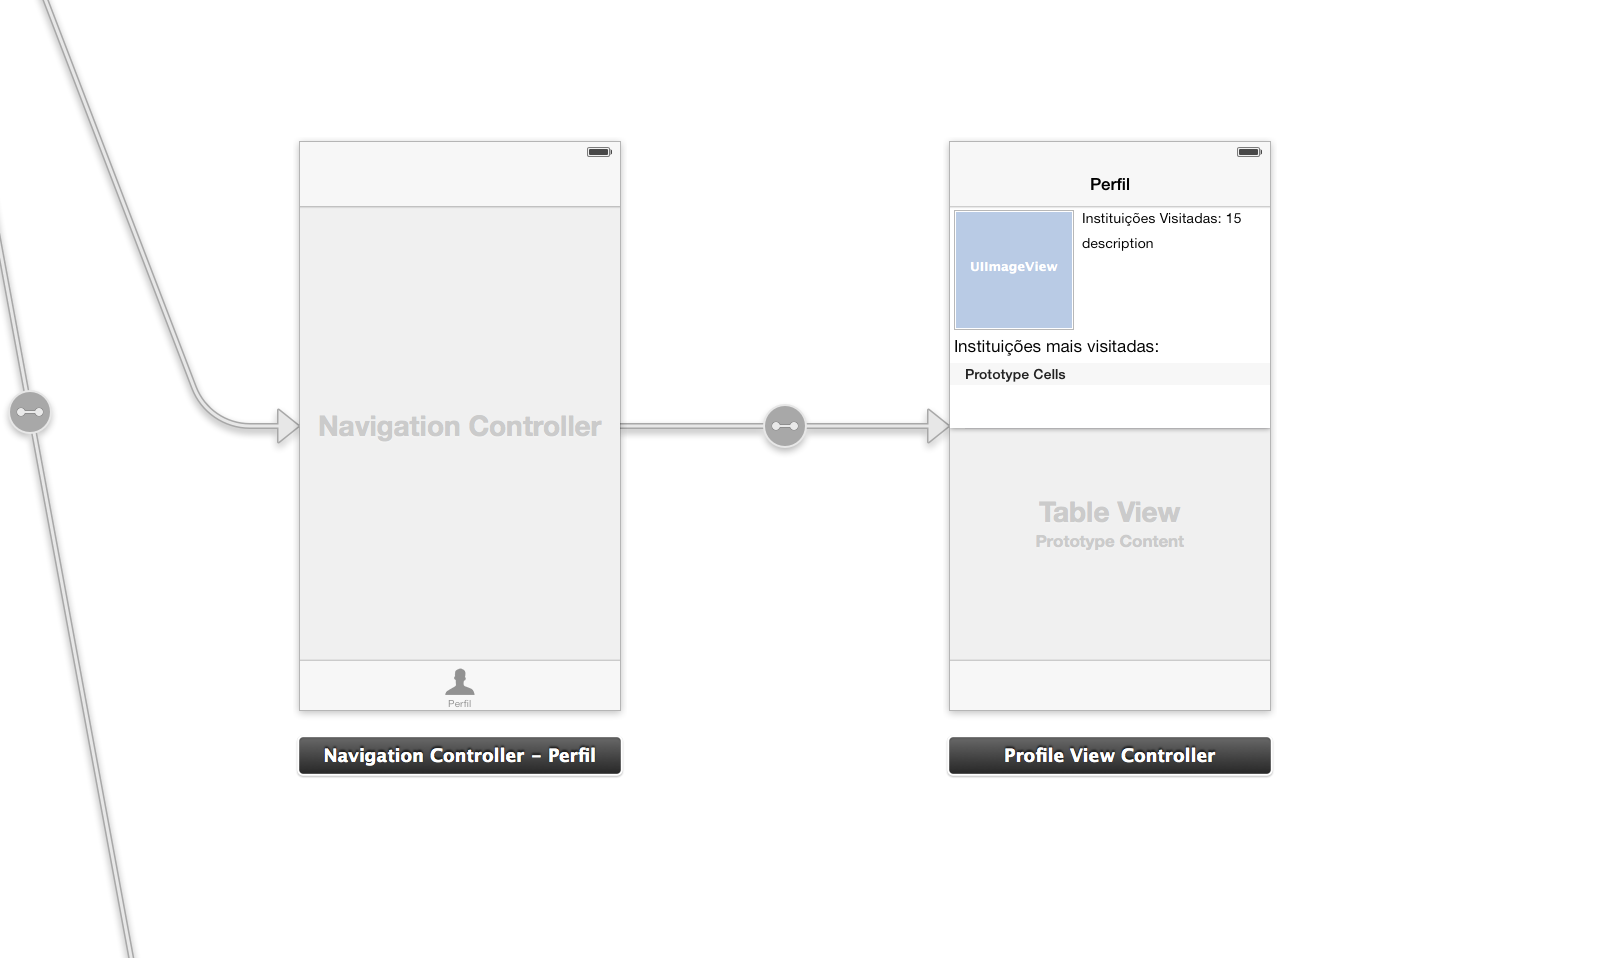 Navigation Controller
Perfil
Navigation Controller – Perfil
Perfil
Instituições Visitadas: 15
description
UIImageView
Instituições mais visitadas:
Prototype Cells
Table View
Prototype Content
Profile View Controller